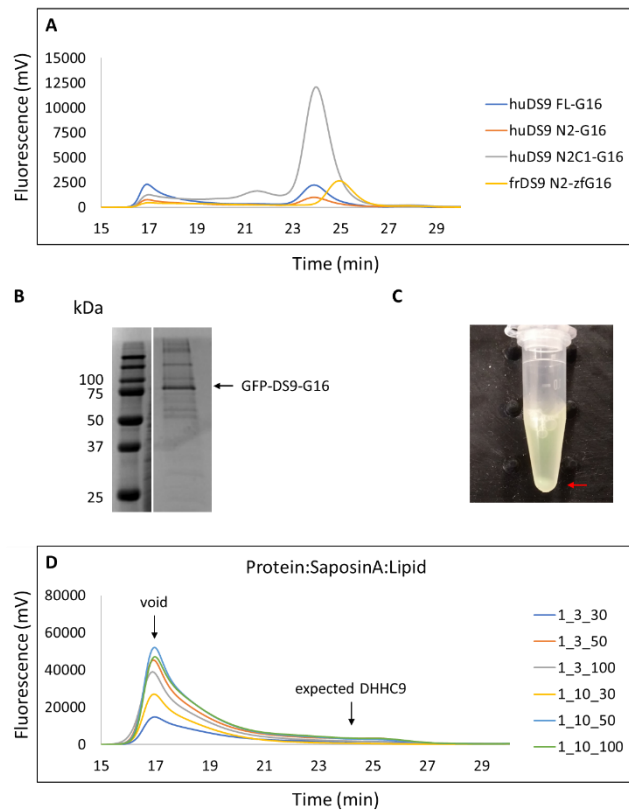 A
Fluorescence (mV)
15000
12500
10000
7500
5000
2500
0
15 17 19 21 23 25 27 29
Time (min)
huDS9 FL-G16
huDS9 N2-G16
huDS9 N2C1-G16
frDS9 N2-zfG16
B
kDa
100
75
50
37
25
GFP-DS9-G16
C
D
Protein:SaposinA:Lipid
Fluorescence (mV)
80000
60000
40000
20000
0
void
expected DHHC9
15 17 19 21 23 25 27 29
Time (min)
1_3_30
1_3_50
1_3_100
1_10_30
1_10_50
1_10_100